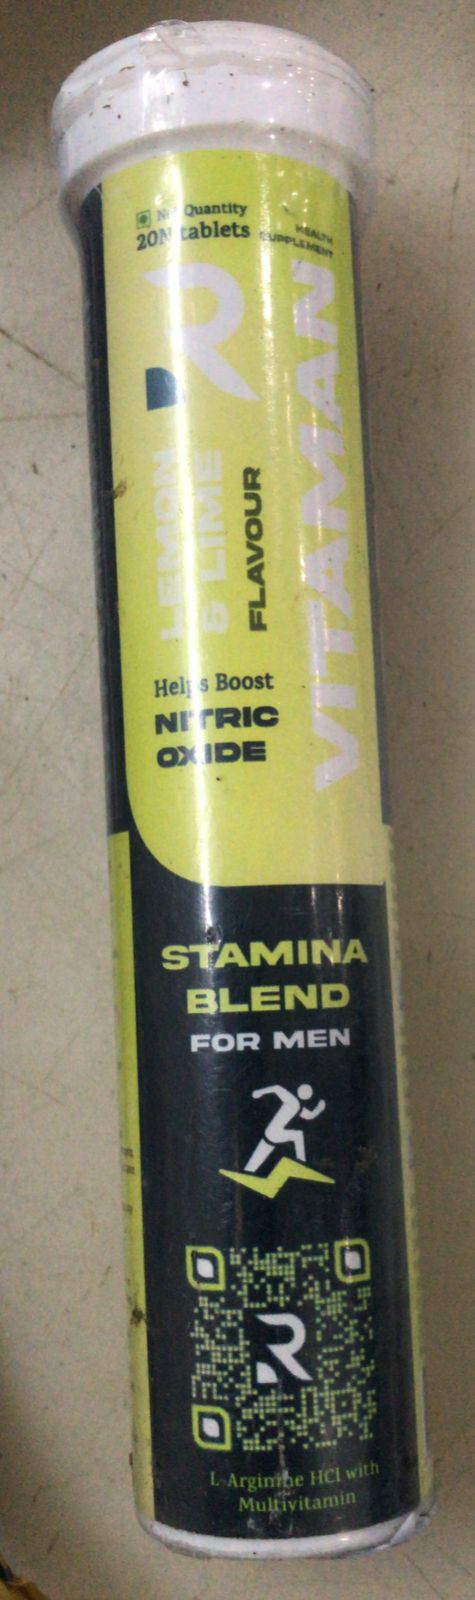 Net Quantity
20N tablets
HEALTH
SUPPLEMENT
R
VITAMAN
LEMON
& LIME
FLAVOUR
Helps Boost
NITRIC
OXIDE
STAMINA
BLEND
FOR MEN
R
L-Arginine HCl with
Multivitamin